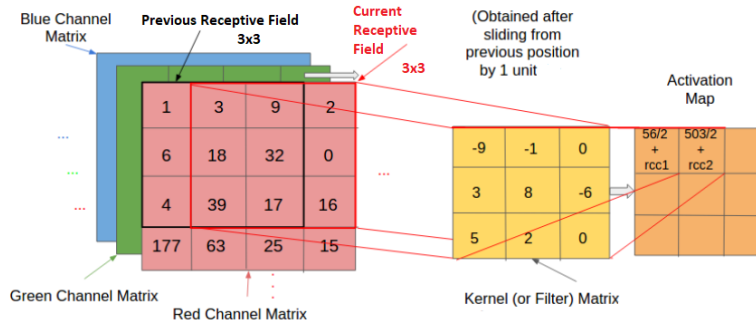 Blue Channel
Matrix
Previous Receptive Field
3x3
Current
Receptive
Field
3x3
(Obtained after
sliding from
previous position
by 1 unit
Activation
Map
1 3 9 2
6 18 32 0
4 39 17 16
177 63 25 15
...
...
...
...
-9 -1 0
3 8 -6
5 2 0
56/2
+
rcc1
503/2
+
rcc2
Green Channel Matrix
Red Channel Matrix
Kernel (or Filter) Matrix